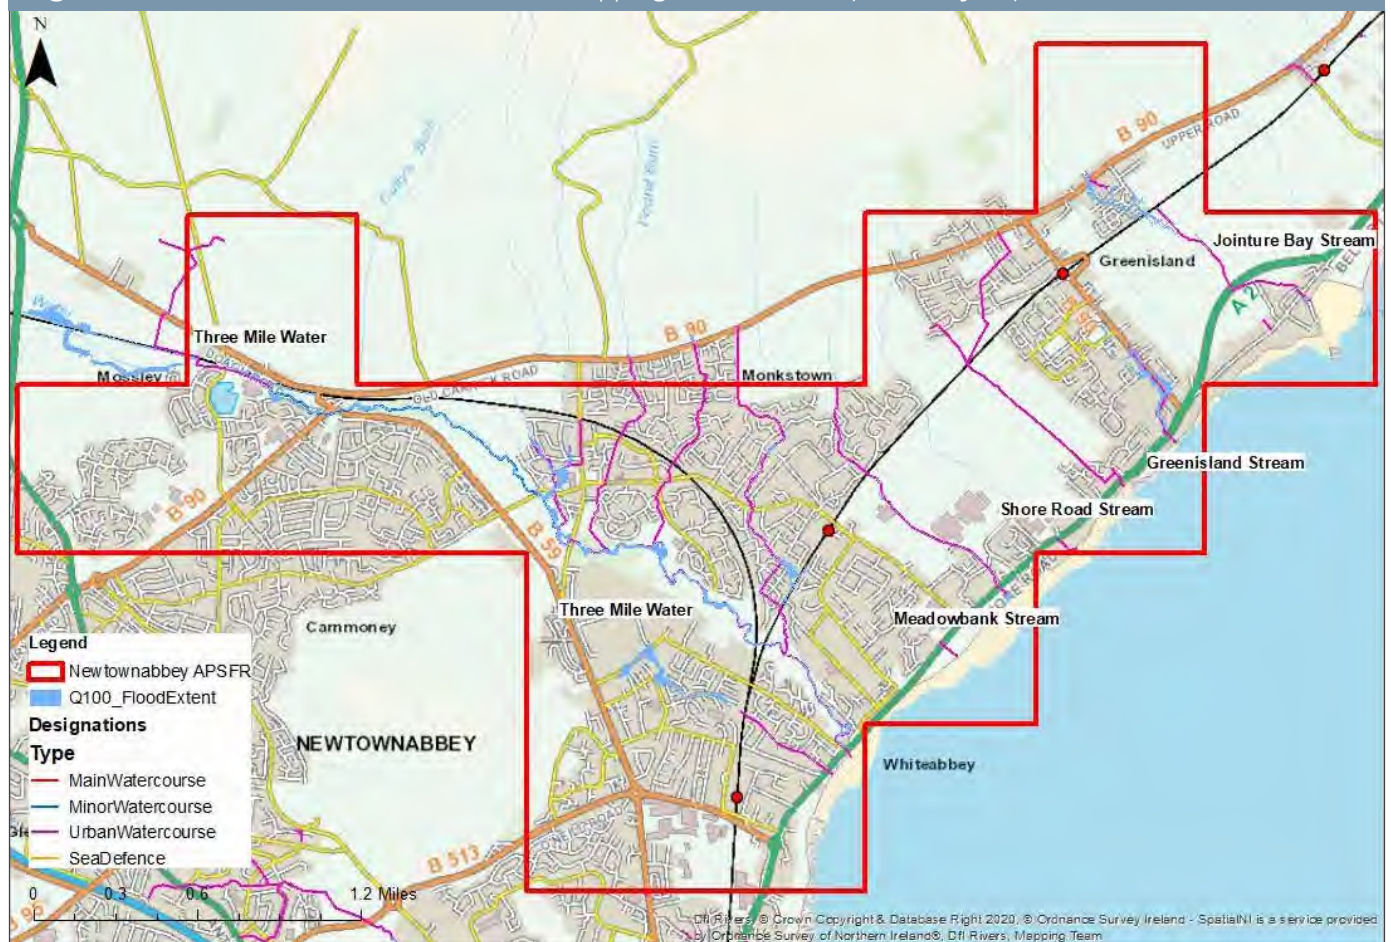 N
B 90
UPPER ROAD
Jointure Bay Stream
Greenisland
A 2
Three Mile Water
B 90
Mossley
OLD CARRICK ROAD
Monkstown
Greenisland Stream
B 90
Shore Road Stream
B 59
Three Mile Water
Meadowbank Stream
Carnmoney
Legend
Newtownabbey APSFR
Q100_FloodExtent
Designations
Type
MainWatercourse
MinorWatercourse
UrbanWatercourse
SeaDefence
NEWTOWNABBEY
Whiteabbey
B 513
0 0.3 0.6 1.2 Miles
DfI Rivers, © Crown Copyright & Database Right 2020, © Ordnance Survey Ireland - SpatialNI is a service provided
by Ordnance Survey of Northern Ireland®, DfI Rivers, Mapping Team